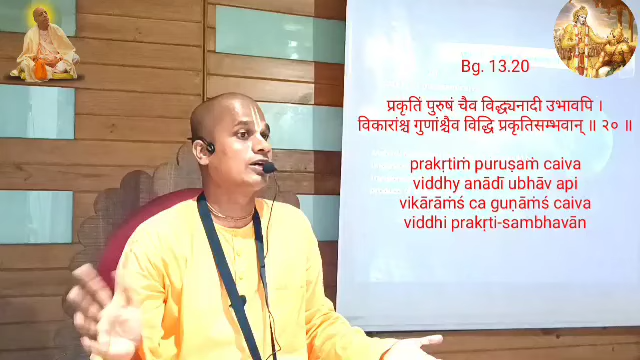 Bg. 13.20
प्रकृतिं पुरुषं चैव विद्ध्यनादी उभावपि ।
विकारांश्च गुणांश्चैव विद्धि प्रकृतिसम्भवान् ॥ २० ॥
prakṛtiṁ puruṣaṁ caiva
viddhy anādī ubhāv api
vikārāṁś ca guṇāṁś caiva
viddhi prakṛti-sambhavān